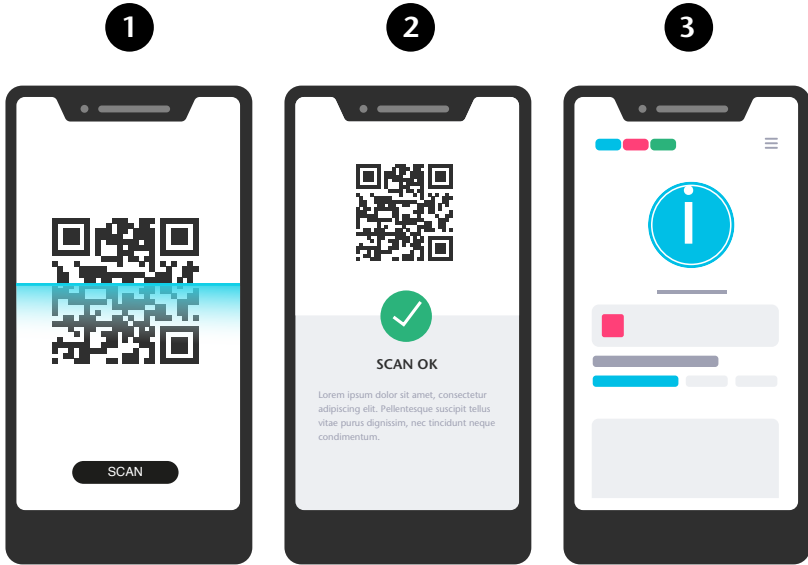 1
2
3
SCAN
SCAN OK
Lorem ipsum dolor sit amet, consectetur
adipiscing elit. Pellentesque suscipit tellus
vitae purus dignissim, nec tincidunt neque
condimentum.
i